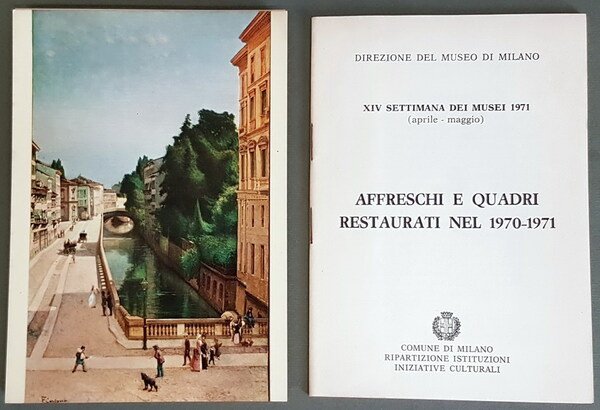 DIREZIONE DEL MUSEO DI MILANO
XIV SETTIMANA DEI MUSEI 1971
(aprile - maggio)
AFFRESCHI E QUADRI
RESTAURATI NEL 1970-1971
COMUNE DI MILANO
RIPARTIZIONE ISTITUZIONI
INIZIATIVE CULTURALI